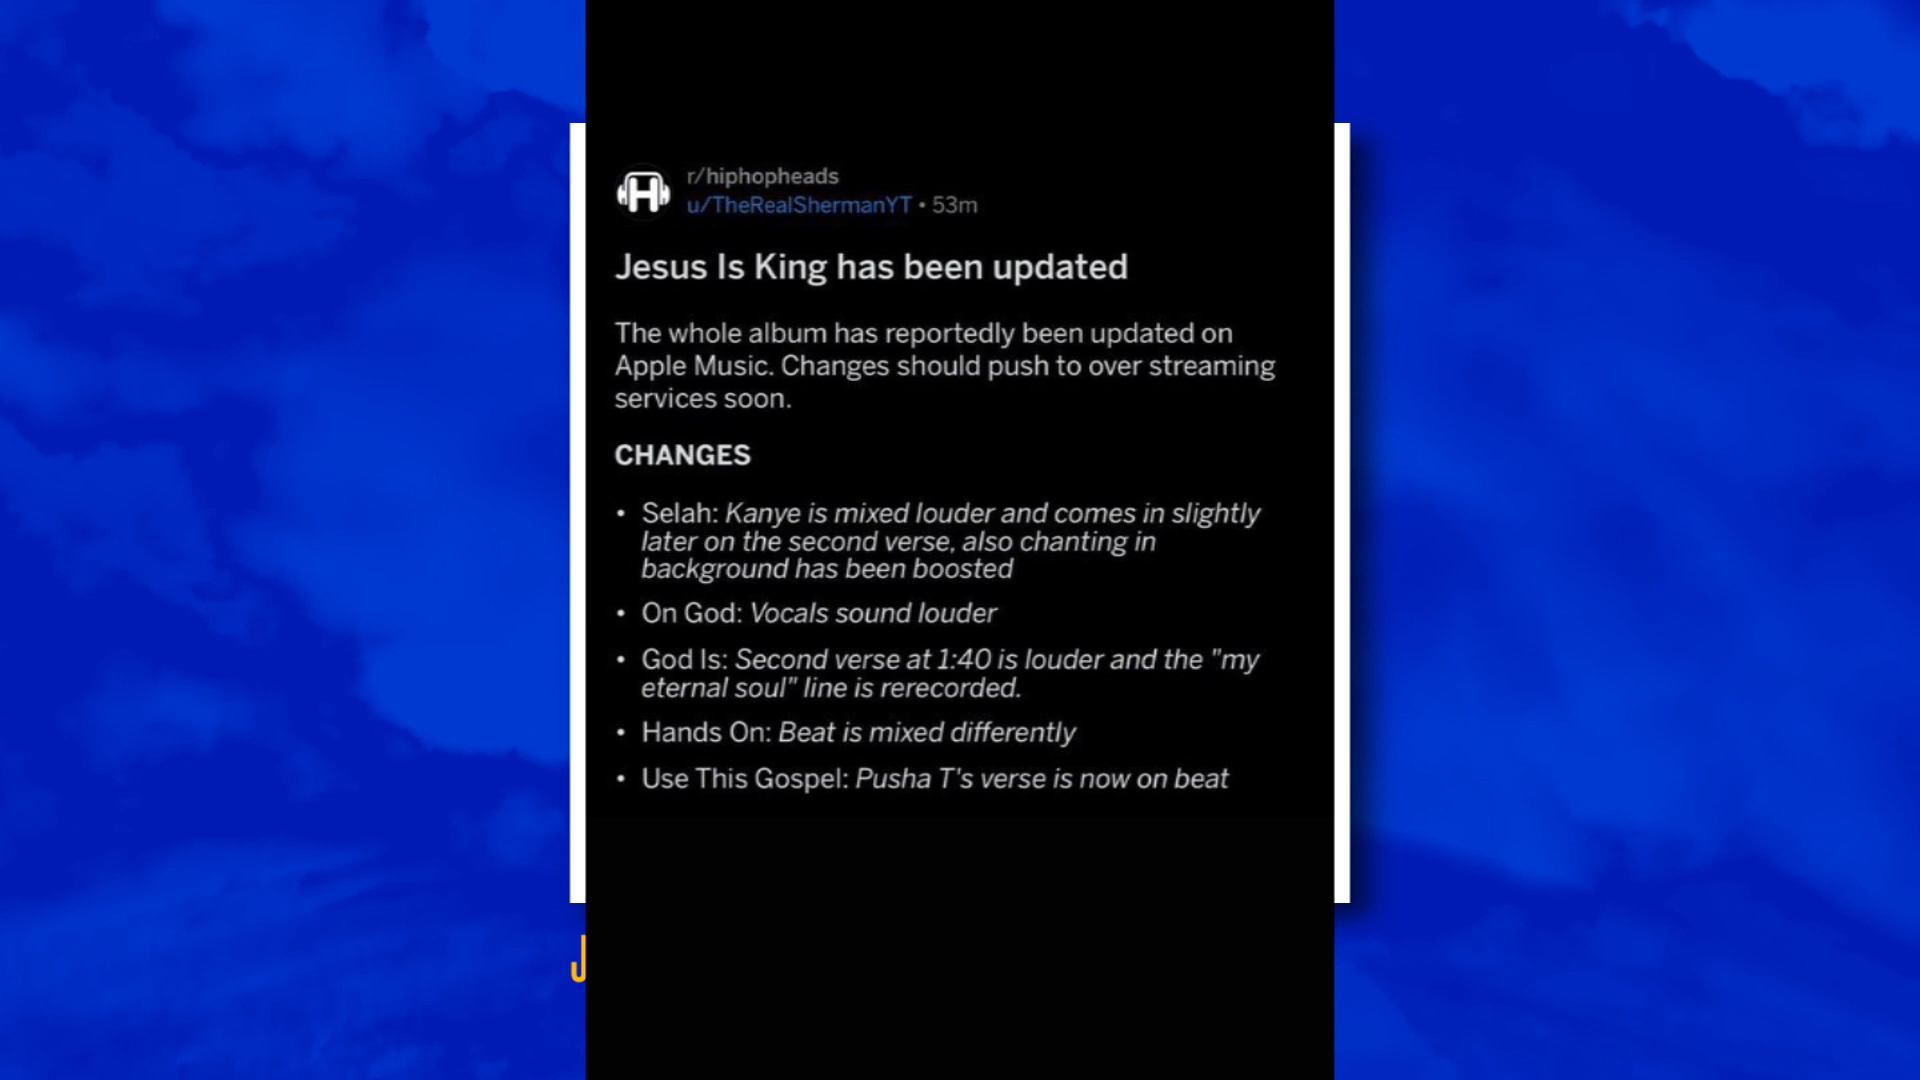 H
r/hiphopheads
u/TheRealShermanYT • 53m
Jesus Is King has been updated
The whole album has reportedly been updated on
Apple Music. Changes should push to over streaming
services soon.
CHANGES
• Selah: Kanye is mixed louder and comes in slightly
later on the second verse, also chanting in
background has been boosted
• On God: Vocals sound louder
• God Is: Second verse at 1:40 is louder and the "my
eternal soul" line is rerecorded.
• Hands On: Beat is mixed differently
• Use This Gospel: Pusha T's verse is now on beat
J